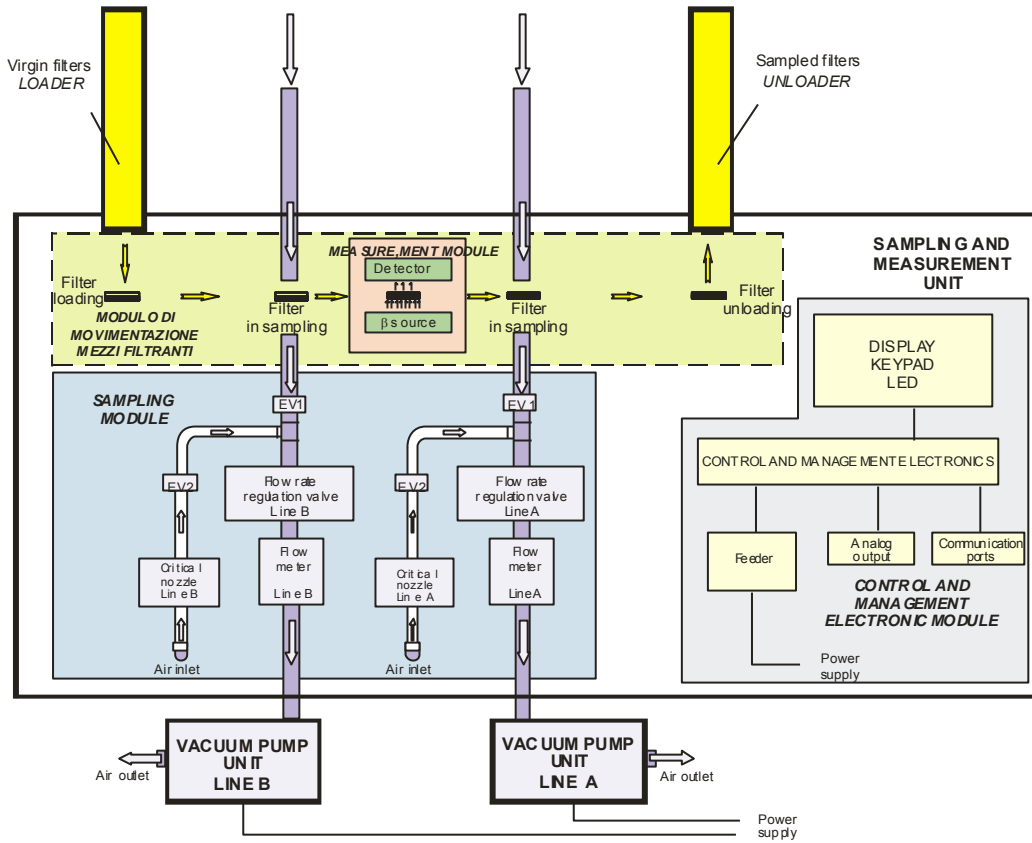 Virgin filters
LOADER
Sampled filters
UNLOADER
SAMPLING AND
MEASUREMENT
UNIT
MEASURE,MENT MODULE
Detector
β source
Filter
loading
MODULO DI
MOVIMENTAZIONE
MEZZI FILTRANTI
Filter
in sampling
Filter
in sampling
Filter
unloading
SAMPLING
MODULE
EV1
EV1
EV2
EV2
Flow rate
regulation valve
Line B
Flow rate
regulation valve
Line A
Critical
nozzle
Line B
Flow
meter
Line B
Critical
nozzle
Line A
Flow
meter
Line A
Air inlet
Air inlet
DISPLAY
KEYPAD
LED
CONTROL AND MANAGEMENT ELECTRONICS
Feeder
Analog
output
Communication
ports
CONTROL AND
MANAGEMENT
ELECTRONIC MODULE
Power
supply
VACUUM PUMP
UNIT
LINE B
VACUUM PUMP
UNIT
LINE A
Air outlet
Air outlet
Power
supply